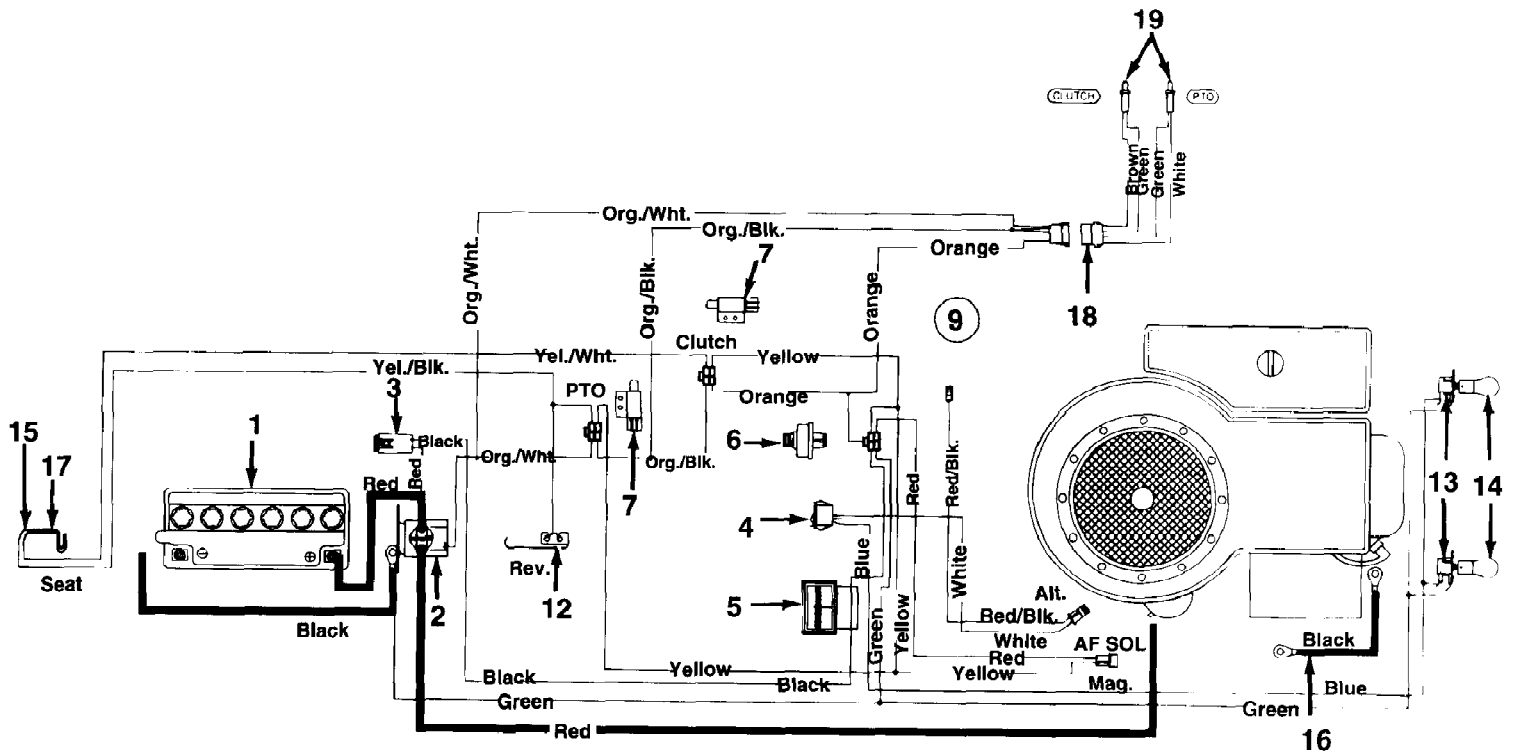 19
CLUTCH
PTO
Brown
Green
Green
White
Org./Wht.
Org./Blk.
Orange
7
Org./Wht.
Org./Blk.
Orange
9
18
Clutch
Yel./Wht.
Yellow
Yel./Blk.
PTO
3
Orange
1
15
17
Black
6
Org./Wht.
Org./Blk.
Red
Red
7
Red
Red/Blk.
13
14
4
Blue
White
Seat
Rev.
2
12
5
Alt.
Black
Green
Yellow
Red/Blk.
White
AF SOL
Black
Red
Yellow
Yellow
Black
Black
Mag.
Blue
Green
Green
Red
16